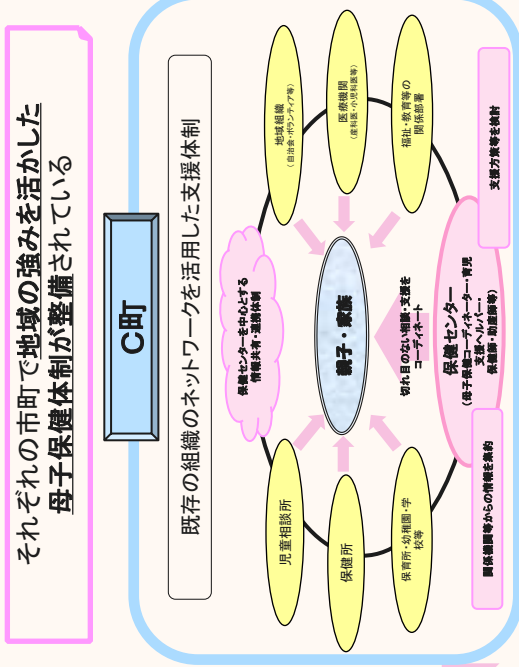 それぞれの市町で地域の強みを活かした
母子保健体制が整備されている
C町
既存の組織のネットワークを活用した支援体制
保健センターを中心とする
情報共有・連携体制
地域組織
(自治会・ボランティア等)
医療機関
(産科医・小児科医等)
福祉・教育等の
関係部署
児童相談所
保健所
保育所・幼稚園・学
校等
親子・家族
切れ目のない相談・支援を
コーディネート
保健センター
(母子保健コーディネーター・育児
支援ヘルパー・
保健師・助産師等)
関係機関等からの情報を集約
支援方策等を検討